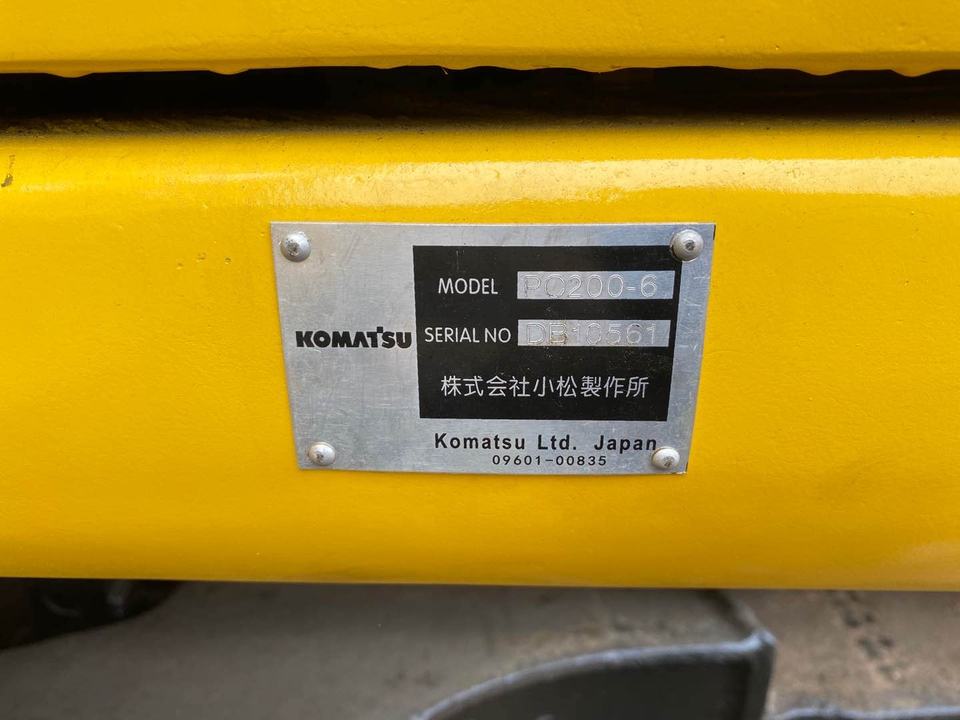 KOMATSU
MODEL PC200-6
SERIAL NO DB10561
株式会社小松製作所
Komatsu Ltd. Japan
09601-00835